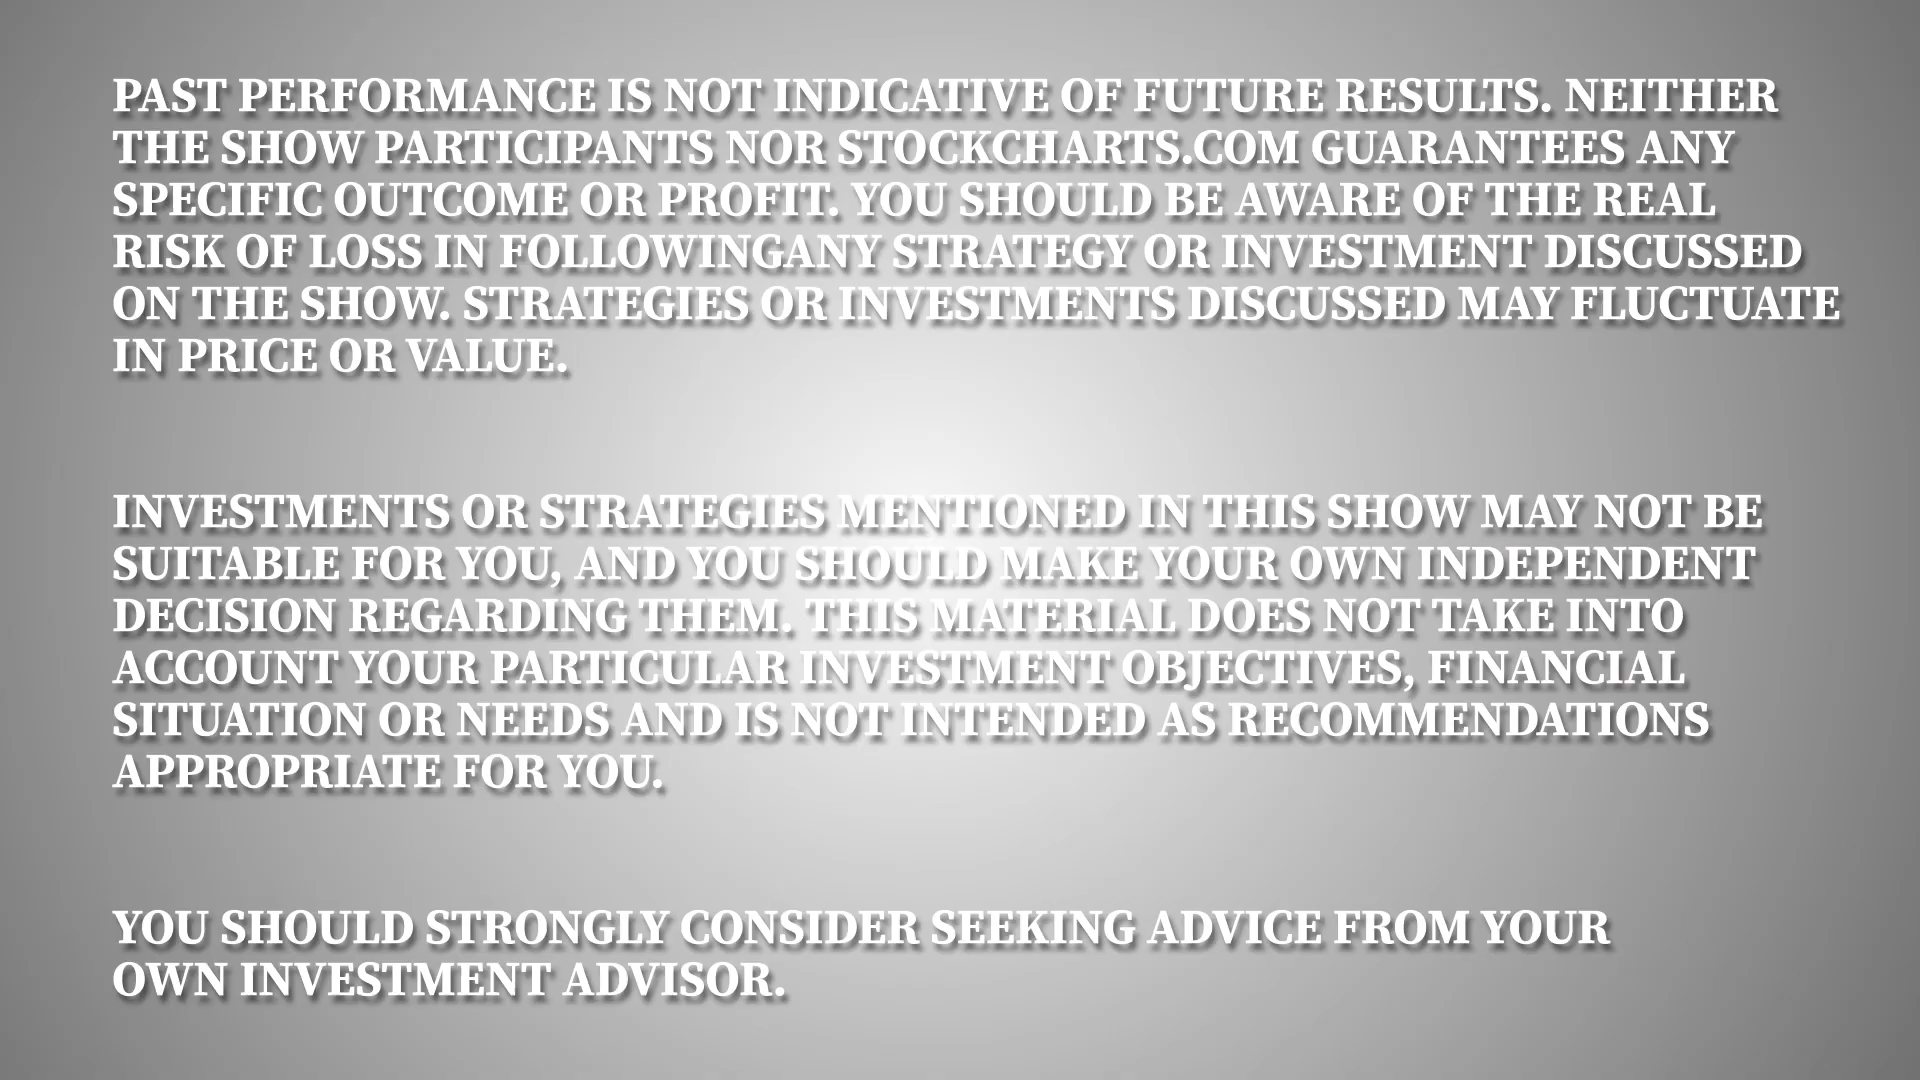 PAST PERFORMANCE IS NOT INDICATIVE OF FUTURE RESULTS. NEITHER
THE SHOW PARTICIPANTS NOR STOCKCHARTS.COM GUARANTEES ANY
SPECIFIC OUTCOME OR PROFIT. YOU SHOULD BE AWARE OF THE REAL
RISK OF LOSS IN FOLLOWINGANY STRATEGY OR INVESTMENT DISCUSSED
ON THE SHOW. STRATEGIES OR INVESTMENTS DISCUSSED MAY FLUCTUATE
IN PRICE OR VALUE.
INVESTMENTS OR STRATEGIES MENTIONED IN THIS SHOW MAY NOT BE
SUITABLE FOR YOU, AND YOU SHOULD MAKE YOUR OWN INDEPENDENT
DECISION REGARDING THEM. THIS MATERIAL DOES NOT TAKE INTO
ACCOUNT YOUR PARTICULAR INVESTMENT OBJECTIVES, FINANCIAL
SITUATION OR NEEDS AND IS NOT INTENDED AS RECOMMENDATIONS
APPROPRIATE FOR YOU.
YOU SHOULD STRONGLY CONSIDER SEEKING ADVICE FROM YOUR
OWN INVESTMENT ADVISOR.